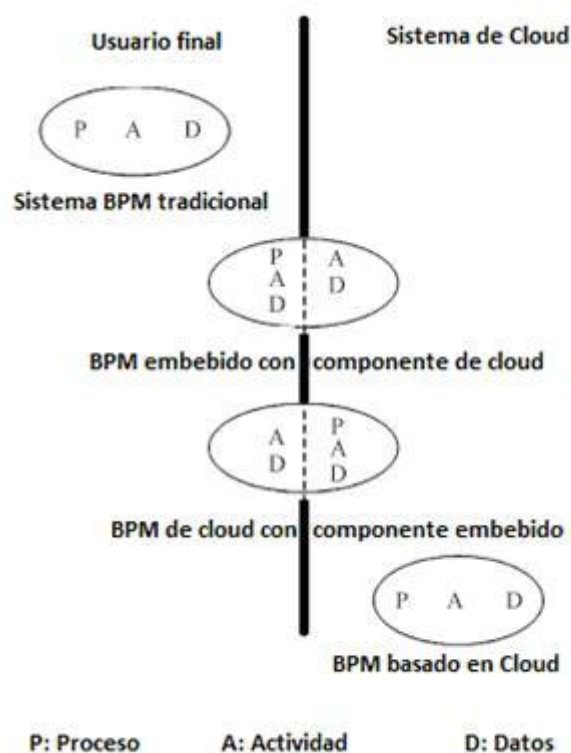 Usuario final
Sistema de Cloud
P A D
Sistema BPM tradicional
P
A
D
A
D
BPM embebido con componente de cloud
A
D
P
A
D
BPM de cloud con componente embebido
P A D
BPM basado en Cloud
P: Proceso A: Actividad D: Datos